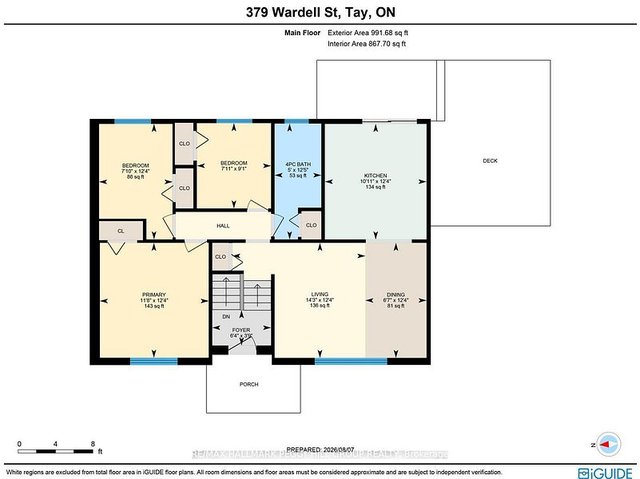 379 Wardell St, Tay, ON
Main Floor Exterior Area 991.68 sq ft
Interior Area 867.70 sq ft
BEDROOM
7'10" x 12'4"
88 sq ft
CLO
CLO
BEDROOM
7'11" x 9'1"
4PC BATH
5' x 12'5"
53 sq ft
KITCHEN
10'11" x 12'4"
134 sq ft
DECK
CL
HALL
CLO
PRIMARY
11'8" x 12'4"
143 sq ft
CLO
DN
FOYER
6'4" x 3'6"
LIVING
14'3" x 12'4"
136 sq ft
DINING
6'7" x 12'4"
81 sq ft
PORCH
0 4 8
ft
PREPARED: 2026/08/07
N
White regions are excluded from total floor area in iGUIDE floor plans. All room dimensions and floor areas must be considered approximate and are subject to independent verification.
iGUIDE